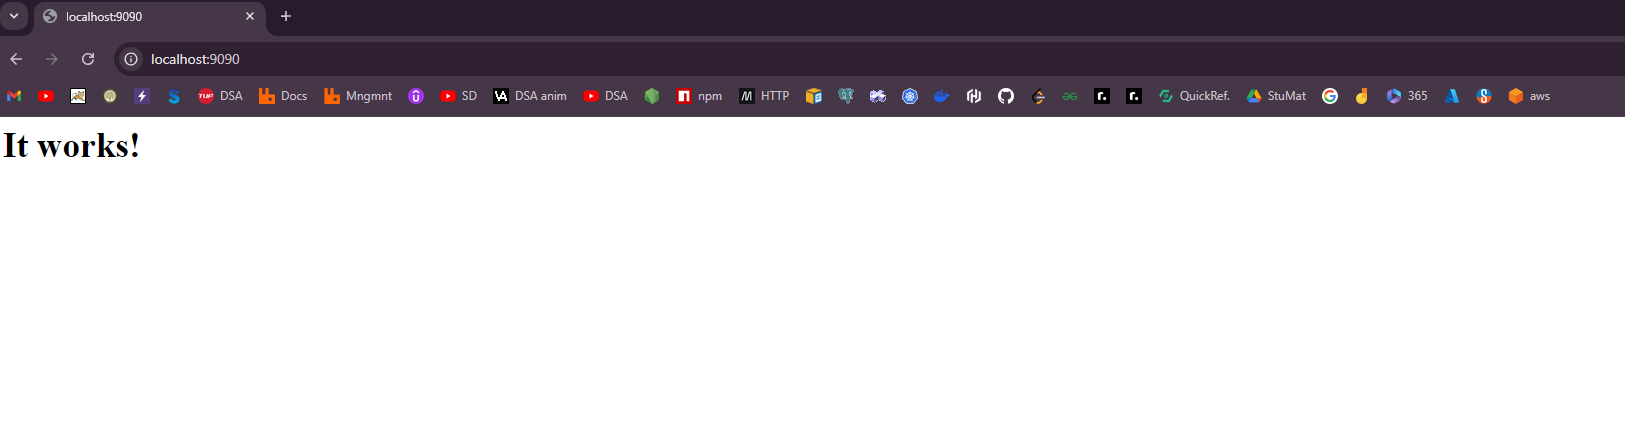 localhost:9090
localhost:9090
DSA Docs Mngmnt SD DSA anim DSA npm HTTP QuickRef. StuMat 365 aws
It works!